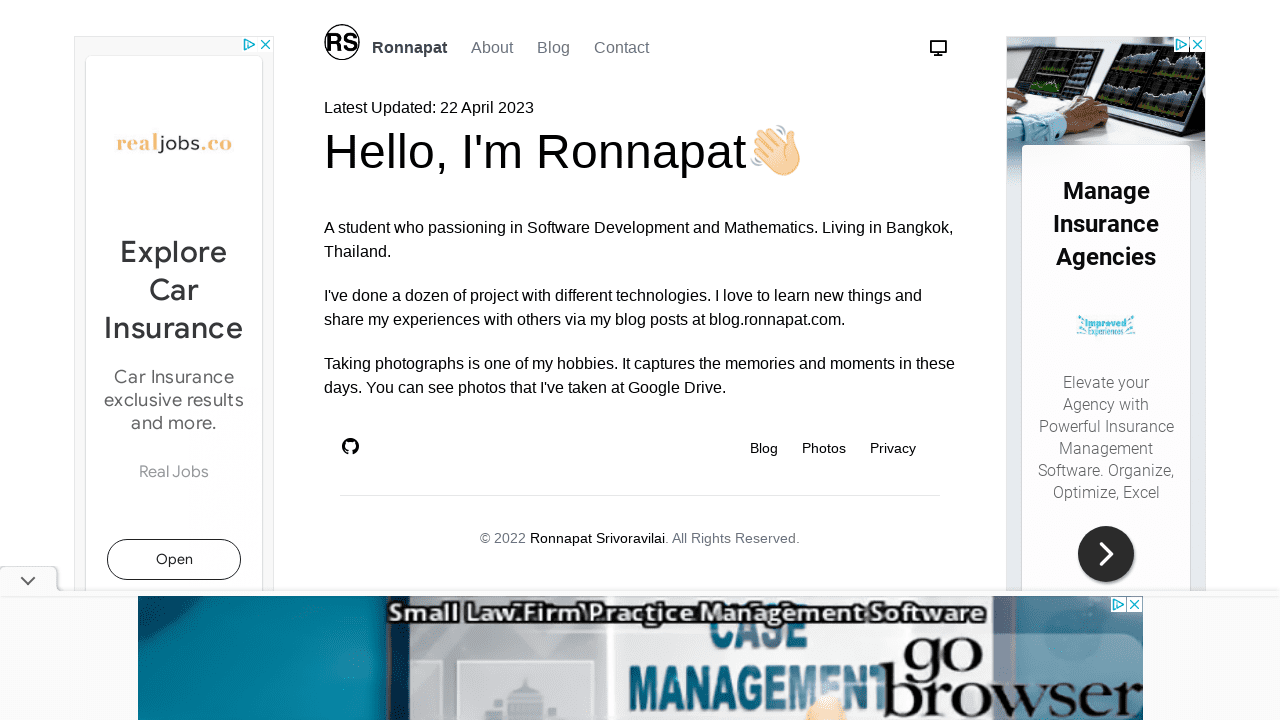 RS
Ronnapat
About
Blog
Contact
Latest Updated: 22 April 2023
Hello, I'm Ronnapat👋🏻
A student who passioning in Software Development and Mathematics. Living in Bangkok,
Thailand.
I've done a dozen of project with different technologies. I love to learn new things and
share my experiences with others via my blog posts at blog.ronnapat.com.
Taking photographs is one of my hobbies. It captures the memories and moments in these
days. You can see photos that I've taken at Google Drive.
Blog
Photos
Privacy
© 2022 Ronnapat Srivoravilai. All Rights Reserved.
realjobs.co
Explore
Car
Insurance
Car Insurance
exclusive results
and more.
Real Jobs
Open
Manage
Insurance
Agencies
Improved
Experiences
Elevate your
Agency with
Powerful Insurance
Management
Software. Organize,
Optimize, Excel
Small Law Firm\Practice Management Software
CASE
MANAGEMENT
go
browser